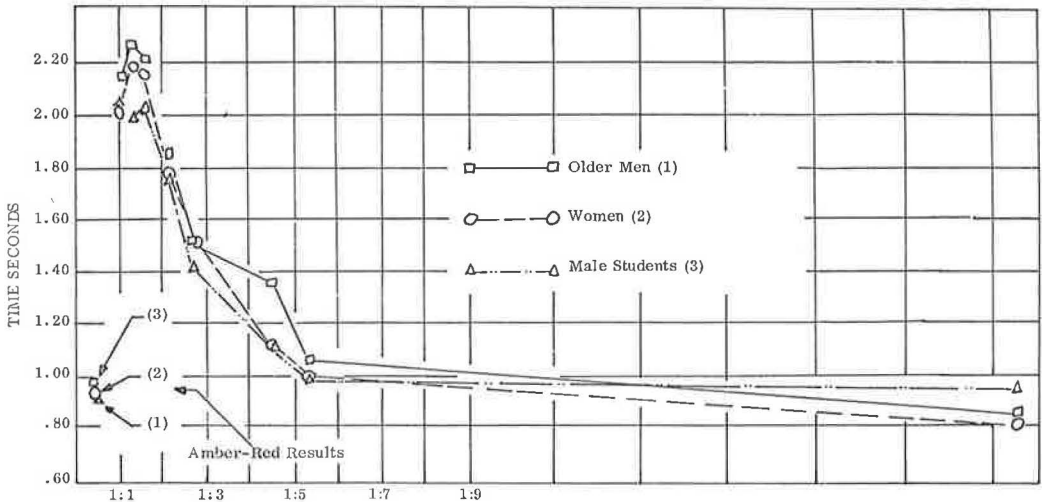 2.20
2.00
1.80
1.60
1.40
1.20
1.00
.80
.60
TIME SECONDS
Older Men (1)
Women (2)
Male Students (3)
(3)
(2)
(1)
Amber-Red Results
1:1 1:3 1:5 1:7 1:9